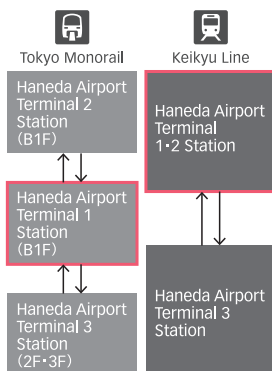 Tokyo Monorail
Haneda Airport
Terminal 2
Station
(B1F)
Haneda Airport
Terminal 1
Station
(B1F)
Haneda Airport
Terminal 3
Station
(2F・3F)
Keikyu Line
Haneda Airport
Terminal
1・2 Station
Haneda Airport
Terminal 3
Station